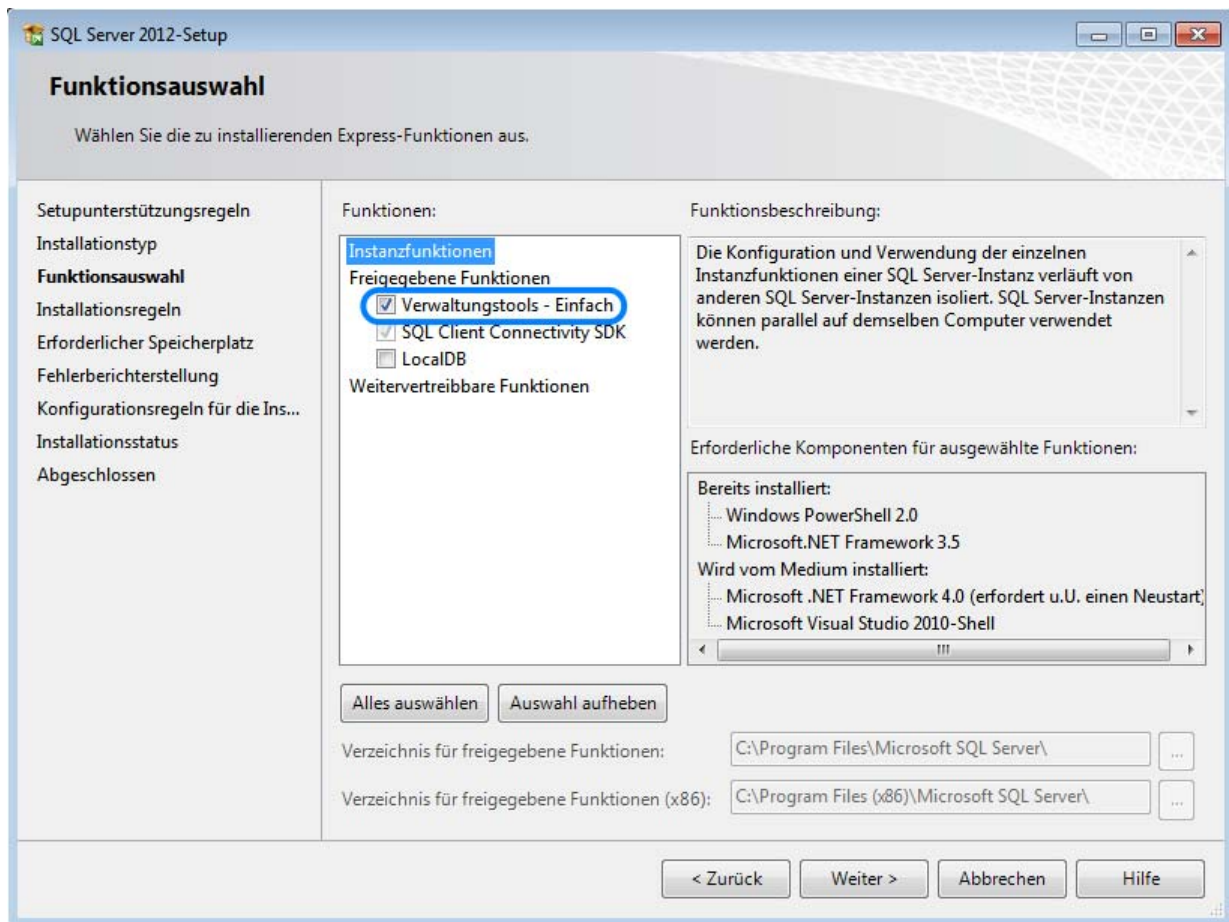 SQL Server 2012-Setup
Funktionsauswahl
Wählen Sie die zu installierenden Express-Funktionen aus.
Setupunterstützungsregeln
Installationstyp
Funktionsauswahl
Installationsregeln
Erforderlicher Speicherplatz
Fehlerberichterstellung
Konfigurationsregeln für die Ins...
Installationsstatus
Abgeschlossen
Funktionen:
Instanzfunktionen
Freigegebene Funktionen
Verwaltungstools - Einfach
SQL Client Connectivity SDK
LocalDB
Weitervertreibbare Funktionen
Funktionsbeschreibung:
Die Konfiguration und Verwendung der einzelnen
Instanzfunktionen einer SQL Server-Instanz verläuft von
anderen SQL Server-Instanzen isoliert. SQL Server-Instanzen
können parallel auf demselben Computer verwendet
werden.
Erforderliche Komponenten für ausgewählte Funktionen:
Bereits installiert:
Windows PowerShell 2.0
Microsoft.NET Framework 3.5
Wird vom Medium installiert:
Microsoft .NET Framework 4.0 (erfordert u.U. einen Neustart)
Microsoft Visual Studio 2010-Shell
Alles auswählen
Auswahl aufheben
Verzeichnis für freigegebene Funktionen:
C:\Program Files\Microsoft SQL Server\
...
Verzeichnis für freigegebene Funktionen (x86):
C:\Program Files (x86)\Microsoft SQL Server\
...
< Zurück
Weiter >
Abbrechen
Hilfe